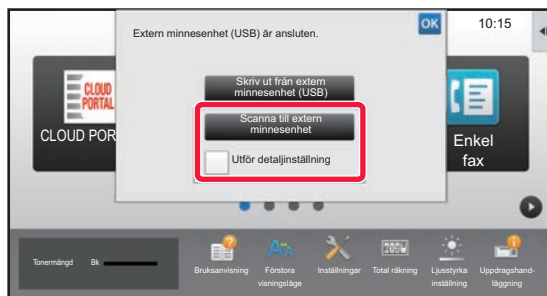 Extern minnesenhet (USB) är ansluten.
OK
10:15
Skriv ut från extern
minnesenhet (USB)
Scanna till extern
minnesenhet
Utför detaljinställning
CLOUD
PORTAL
CLOUD POR
Enkel
fax
Tonermängd
Bk
Bruksanvisning
Förstora
visningsläge
Inställningar
Total räkning
Ljusstyrka
inställning
Uppdragshand-
läggning